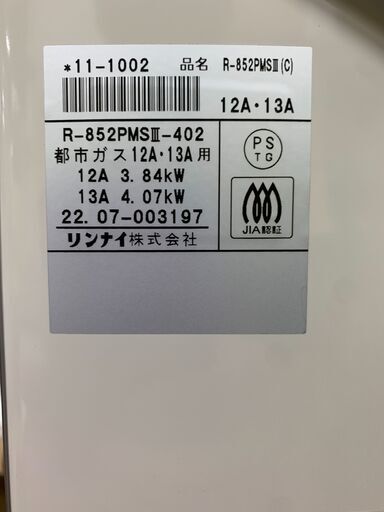 *11-1002 品名 R-852PMSⅢ(C)
12A・13A
R-852PMSⅢ-402
都市ガス12A・13A用
12A 3.84kW
13A 4.07kW
22.07-003197
リンナイ株式会社
PS
TG
JIA認証